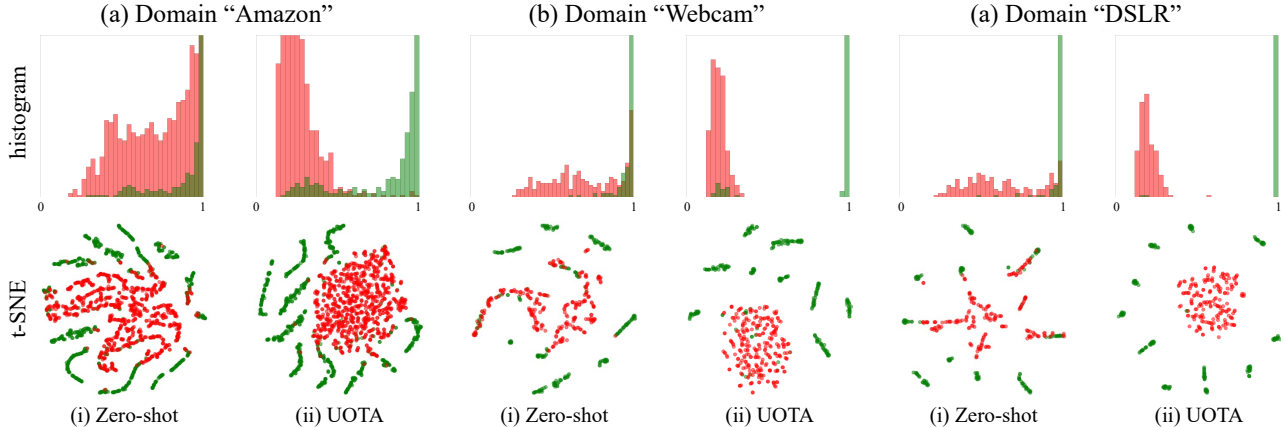 (a) Domain “Amazon”
(b) Domain “Webcam”
(a) Domain “DSLR”
histogram
0 1 0 1 0 1 0 1 0 1 0 1
t-SNE
(i) Zero-shot
(ii) UOTA
(i) Zero-shot
(ii) UOTA
(i) Zero-shot
(ii) UOTA